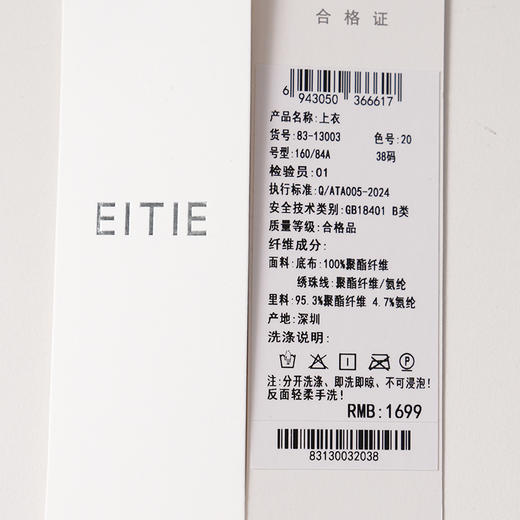 EITIE
合格证
6 943050 366617
产品名称:上衣
货号:83-13003 色号:20
号型:160/84A 38码
检验员:01
执行标准:Q/ATA005-2024
安全技术类别:GB18401 B类
质量等级:合格品
纤维成分:
面料:底布:100%聚酯纤维
绣珠线:聚酯纤维/氨纶
里料:95.3%聚酯纤维 4.7%氨纶
产地:深圳
洗涤说明:
注:分开洗涤、即洗即晾、不可浸泡!
反面轻柔手洗!
RMB:1699
83130032038